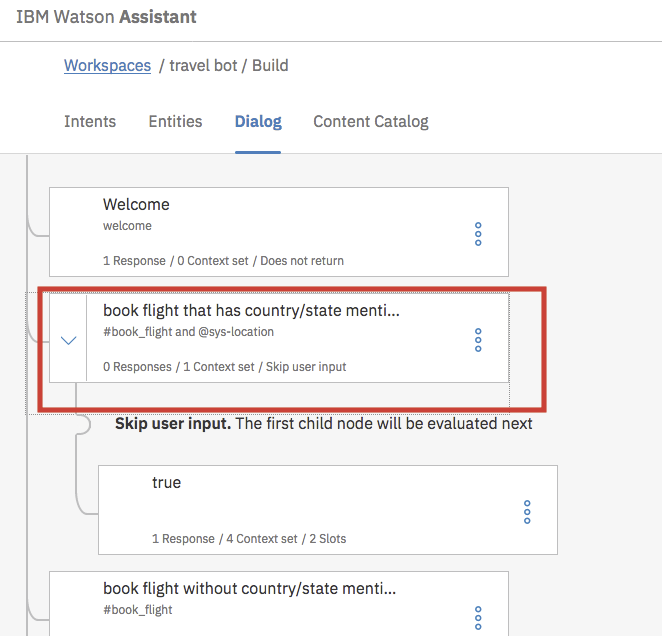 IBM Watson Assistant
Workspaces / travel bot / Build
Intents Entities Dialog Content Catalog
Welcome
welcome
1 Response / 0 Context set / Does not return
book flight that has country/state menti...
#book_flight and @sys-location
0 Responses / 1 Context set / Skip user input
Skip user input. The first child node will be evaluated next
true
1 Response / 4 Context set / 2 Slots
book flight without country/state menti...
#book_flight